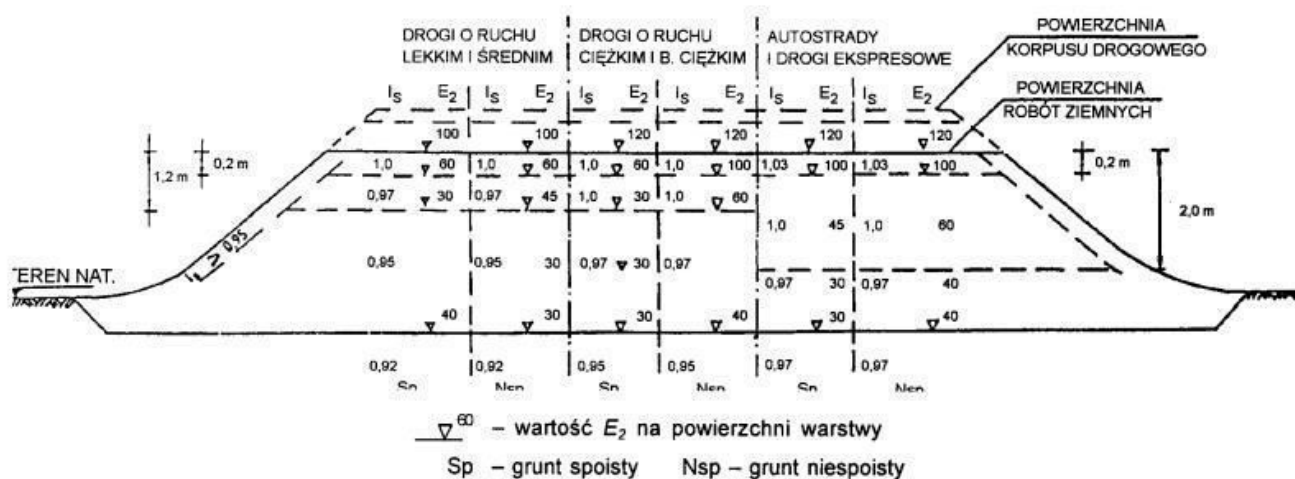 DROGI O RUCHU
LEKKIM I ŚREDNIM
DROGI O RUCHU
CIĘŻKIM I B. CIĘŻKIM
AUTOSTRADY
I DROGI EKSPRESOWE
POWIERZCHNIA
KORPUSU DROGOWEGO
POWIERZCHNIA
ROBÓT ZIEMNYCH
IS E2 IS E2 IS E2 IS E2 IS E2 IS E2
100 100 120 120 120 120
1,2 m 0,2 m 1,0 60 1,0 60 1,0 60 1,0 100 1,03 100 1,03 100 0,2 m
0,97 30 0,97 45 1,0 30 1,0 60
2,0 m
1,0 45 1,0 60
Is ≥ 0,95
0,95 0,95 30 0,97 30 0,97
EREN NAT.
0,97 30 0,97 40
40 30 30 40 30 40
0,92 0,92 0,95 0,95 0,97 0,97
Sp Nsp Sp Nsp Sp Nsp
60 – wartość E2 na powierzchni warstwy
Sp – grunt spoisty Nsp – grunt niespoisty